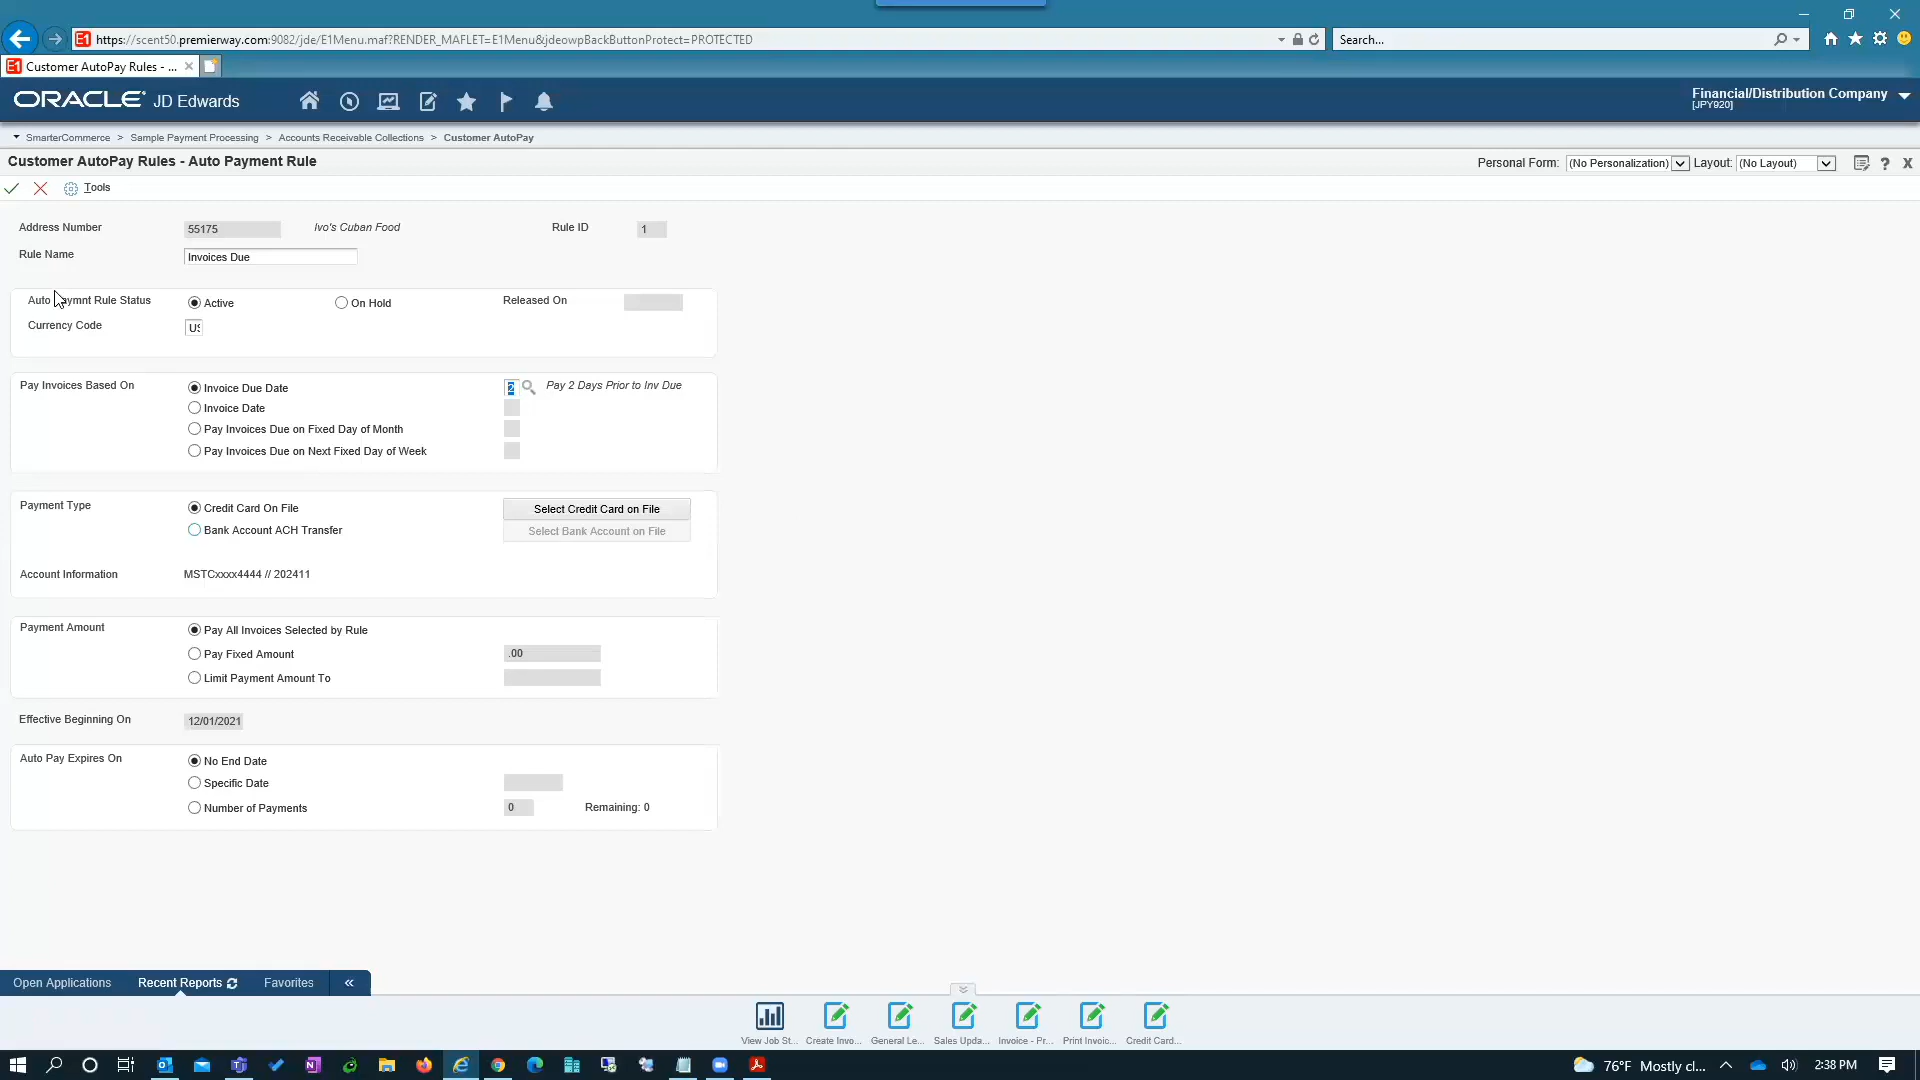 https://scent50.premierway.com:9082/jde/E1Menu.maf?RENDER_MAFLET=E1Menu&jdeowpBackButtonProtect=PROTECTED
Search...
E1 Customer AutoPay Rules - ...
ORACLE JD Edwards
Financial/Distribution Company
[JPY920]
SmarterCommerce > Sample Payment Processing > Accounts Receivable Collections > Customer AutoPay
Customer AutoPay Rules - Auto Payment Rule
Personal Form: (No Personalization) Layout: (No Layout)
Tools
Address Number 55175 Ivo's Cuban Food Rule ID 1
Rule Name Invoices Due
Auto Paymnt Rule Status Active On Hold Released On
Currency Code US
Pay Invoices Based On Invoice Due Date 2 Pay 2 Days Prior to Inv Due
Invoice Date
Pay Invoices Due on Fixed Day of Month
Pay Invoices Due on Next Fixed Day of Week
Payment Type Credit Card On File Select Credit Card on File
Bank Account ACH Transfer Select Bank Account on File
Account Information MSTCxxxx4444 // 202411
Payment Amount Pay All Invoices Selected by Rule
Pay Fixed Amount .00
Limit Payment Amount To
Effective Beginning On 12/01/2021
Auto Pay Expires On No End Date
Specific Date
Number of Payments 0 Remaining: 0
Open Applications Recent Reports Favorites «
View Job St... Create Invo... General Le... Sales Upda... Invoice - Pr... Print Invoic... Credit Card...
76°F Mostly cl... 2:38 PM